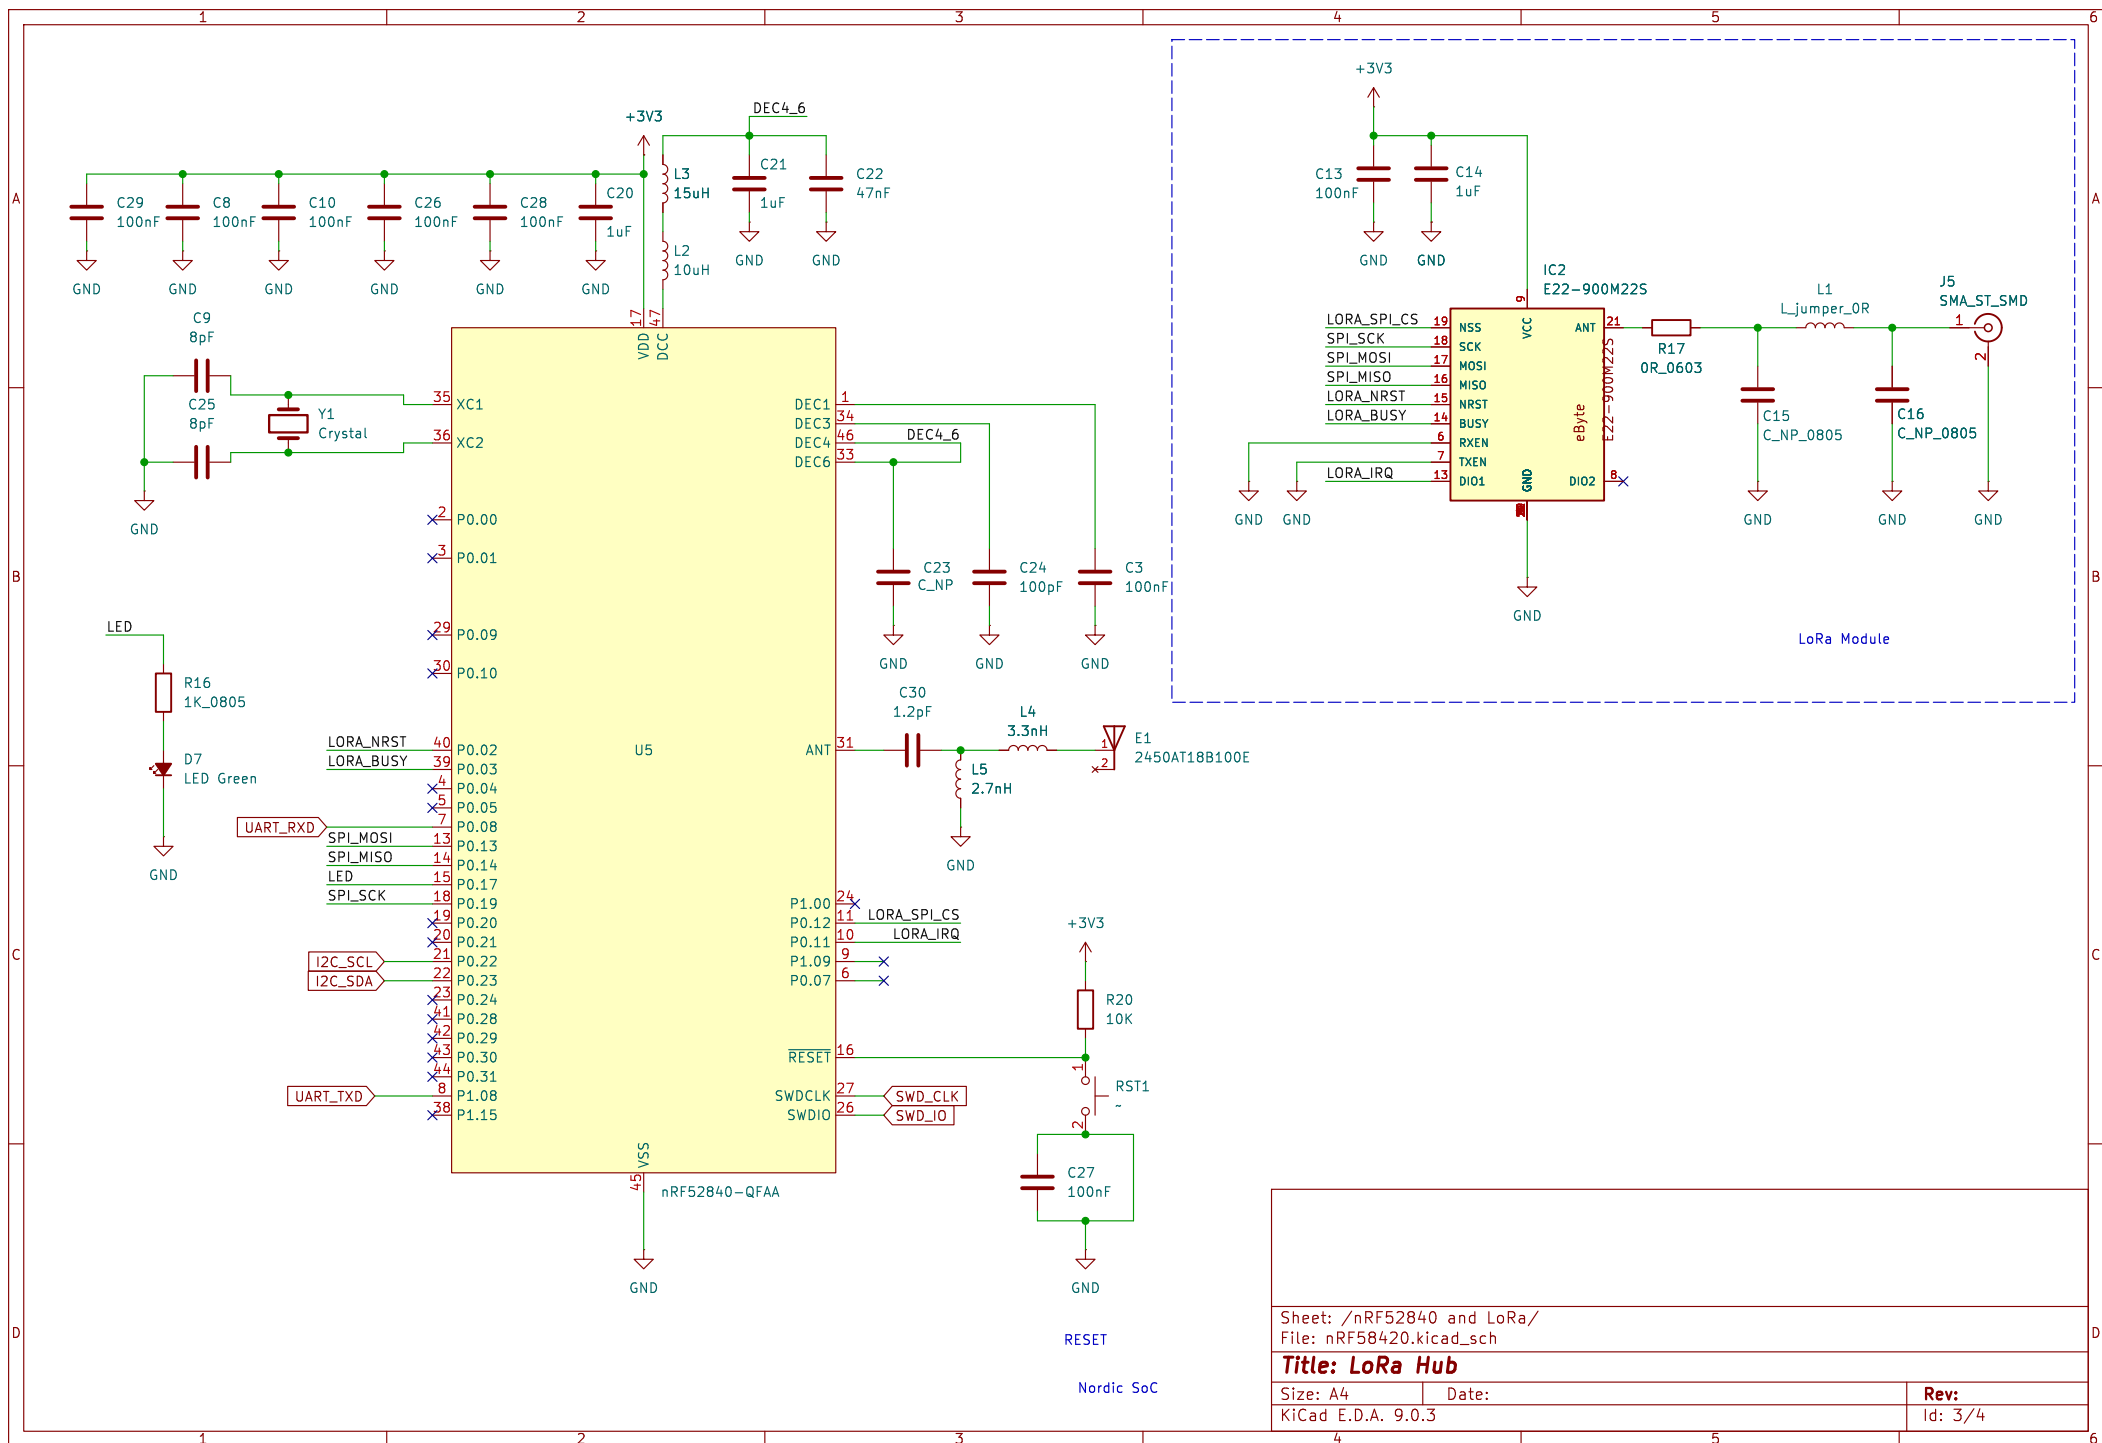 1 2 3 4 5 6
A
B
C
D
A
B
C
D
+3V3
DEC4_6
C29
100nF
GND
C8
100nF
GND
C10
100nF
GND
C26
100nF
GND
C28
100nF
GND
C20
1uF
GND
L3
15uH
L2
10uH
C21
1uF
GND
C22
47nF
GND
C9
8pF
C25
8pF
Y1
Crystal
GND
LED
R16
1K_0805
D7
LED Green
GND
17
VDD
47
DCC
35 XC1
36 XC2
2 P0.00
3 P0.01
29 P0.09
30 P0.10
LORA_NRST 40 P0.02
LORA_BUSY 39 P0.03
4 P0.04
5 P0.05
UART_RXD 7 P0.08
SPI_MOSI 13 P0.13
SPI_MISO 14 P0.14
LED 15 P0.17
SPI_SCK 18 P0.19
19 P0.20
20 P0.21
I2C_SCL 21 P0.22
I2C_SDA 22 P0.23
23 P0.24
41 P0.28
42 P0.29
43 P0.30
44 P0.31
UART_TXD 8 P1.08
38 P1.15
U5
DEC1 1
DEC3 34
DEC4 46 DEC4_6
DEC6 33
ANT 31
P1.00 24
P0.12 11 LORA_SPI_CS
P0.11 10 LORA_IRQ
P1.09 9
P0.07 6
RESET 16
SWDCLK 27 SWD_CLK
SWDIO 26 SWD_IO
VSS
45
nRF52840-QFAA
GND
C23
C_NP
GND
C24
100pF
GND
C3
100nF
GND
C30
1.2pF
L4
3.3nH
L5
2.7nH
GND
1
2
E1
2450AT18B100E
+3V3
R20
10K
1
2
RST1
~
C27
100nF
GND
RESET
Nordic SoC
+3V3
C13
100nF
GND
C14
1uF
GND
IC2
E22-900M22S
9
VCC
LORA_SPI_CS 19 NSS
SPI_SCK 18 SCK
SPI_MOSI 17 MOSI
SPI_MISO 16 MISO
LORA_NRST 15 NRST
LORA_BUSY 14 BUSY
6 RXEN
7 TXEN
LORA_IRQ 13 DIO1
GND
GND
ANT 21
DIO2 8
GND
eByte
E22-900M22S
GND
R17
0R_0603
L1
L_jumper_0R
J5
SMA_ST_SMD
1
2
C15
C_NP_0805
GND
C16
C_NP_0805
GND
GND
LoRa Module
Sheet: /nRF52840 and LoRa/
File: nRF58420.kicad_sch
Title: LoRa Hub
Size: A4 Date: Rev:
KiCad E.D.A. 9.0.3 Id: 3/4
1 2 3 4 5 6